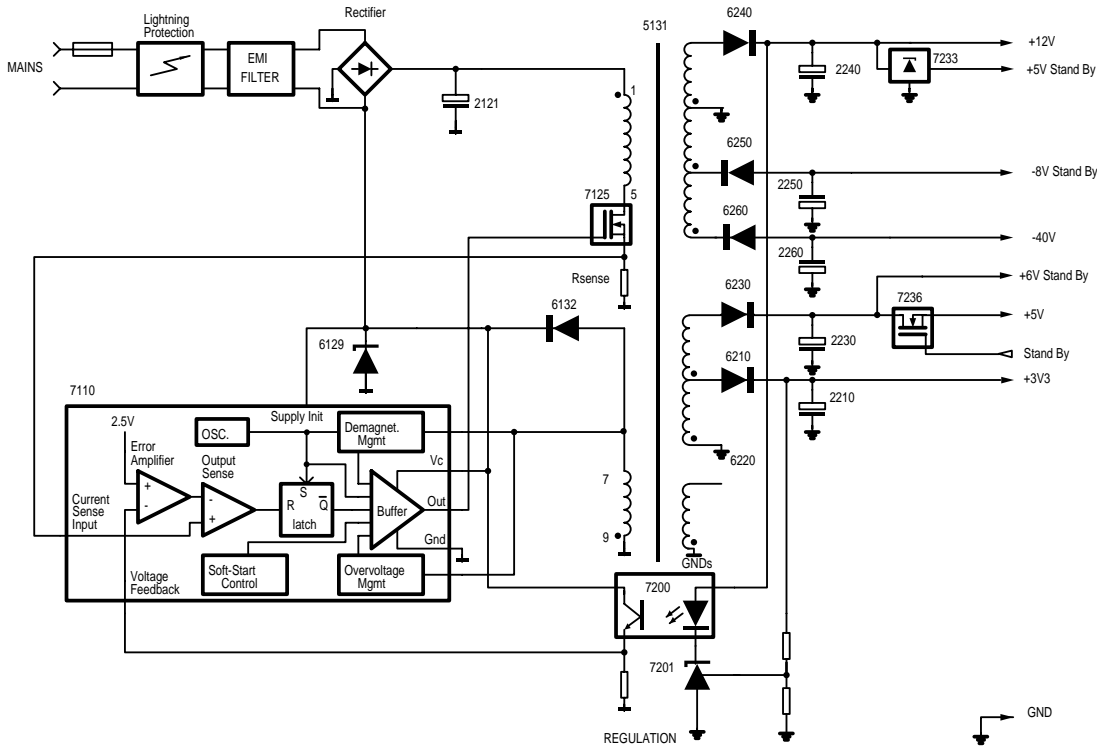 Lightning
Protection
Rectifier
6240
5131
MAINS
EMI
FILTER
+12V
7233
2240
+5V Stand By
1
2121
6250
-8V Stand By
2250
7125
5
6260
-40V
2260
Rsense
6230
+6V Stand By
7236
6132
+5V
6129
2230
Stand By
6210
+3V3
7110
2210
Supply Init
2.5V
OSC.
Demagnet.
Mgmt
Error
Amplifier
Output
Sense
Vc
6220
7
S
R
Q
latch
Buffer
Out
Current
Sense
Input
+
-
-
+
Gnd
9
Soft-Start
Control
Overvoltage
Mgmt
GNDs
Voltage
Feedback
7200
7201
GND
REGULATION